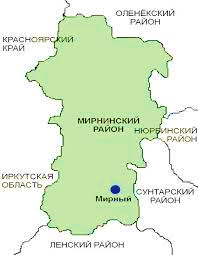 ОЛЕНЁКСКИЙ
РАЙОН
КРАСНОЯРСКИЙ
КРАЙ
МИРНИНСКИЙ
РАЙОН
НЮРБИНСКИЙ
РАЙОН
ИРКУТСКАЯ
ОБЛАСТЬ
Мирный
СУНТАРСКИЙ
РАЙОН
ЛЕНСКИЙ РАЙОН